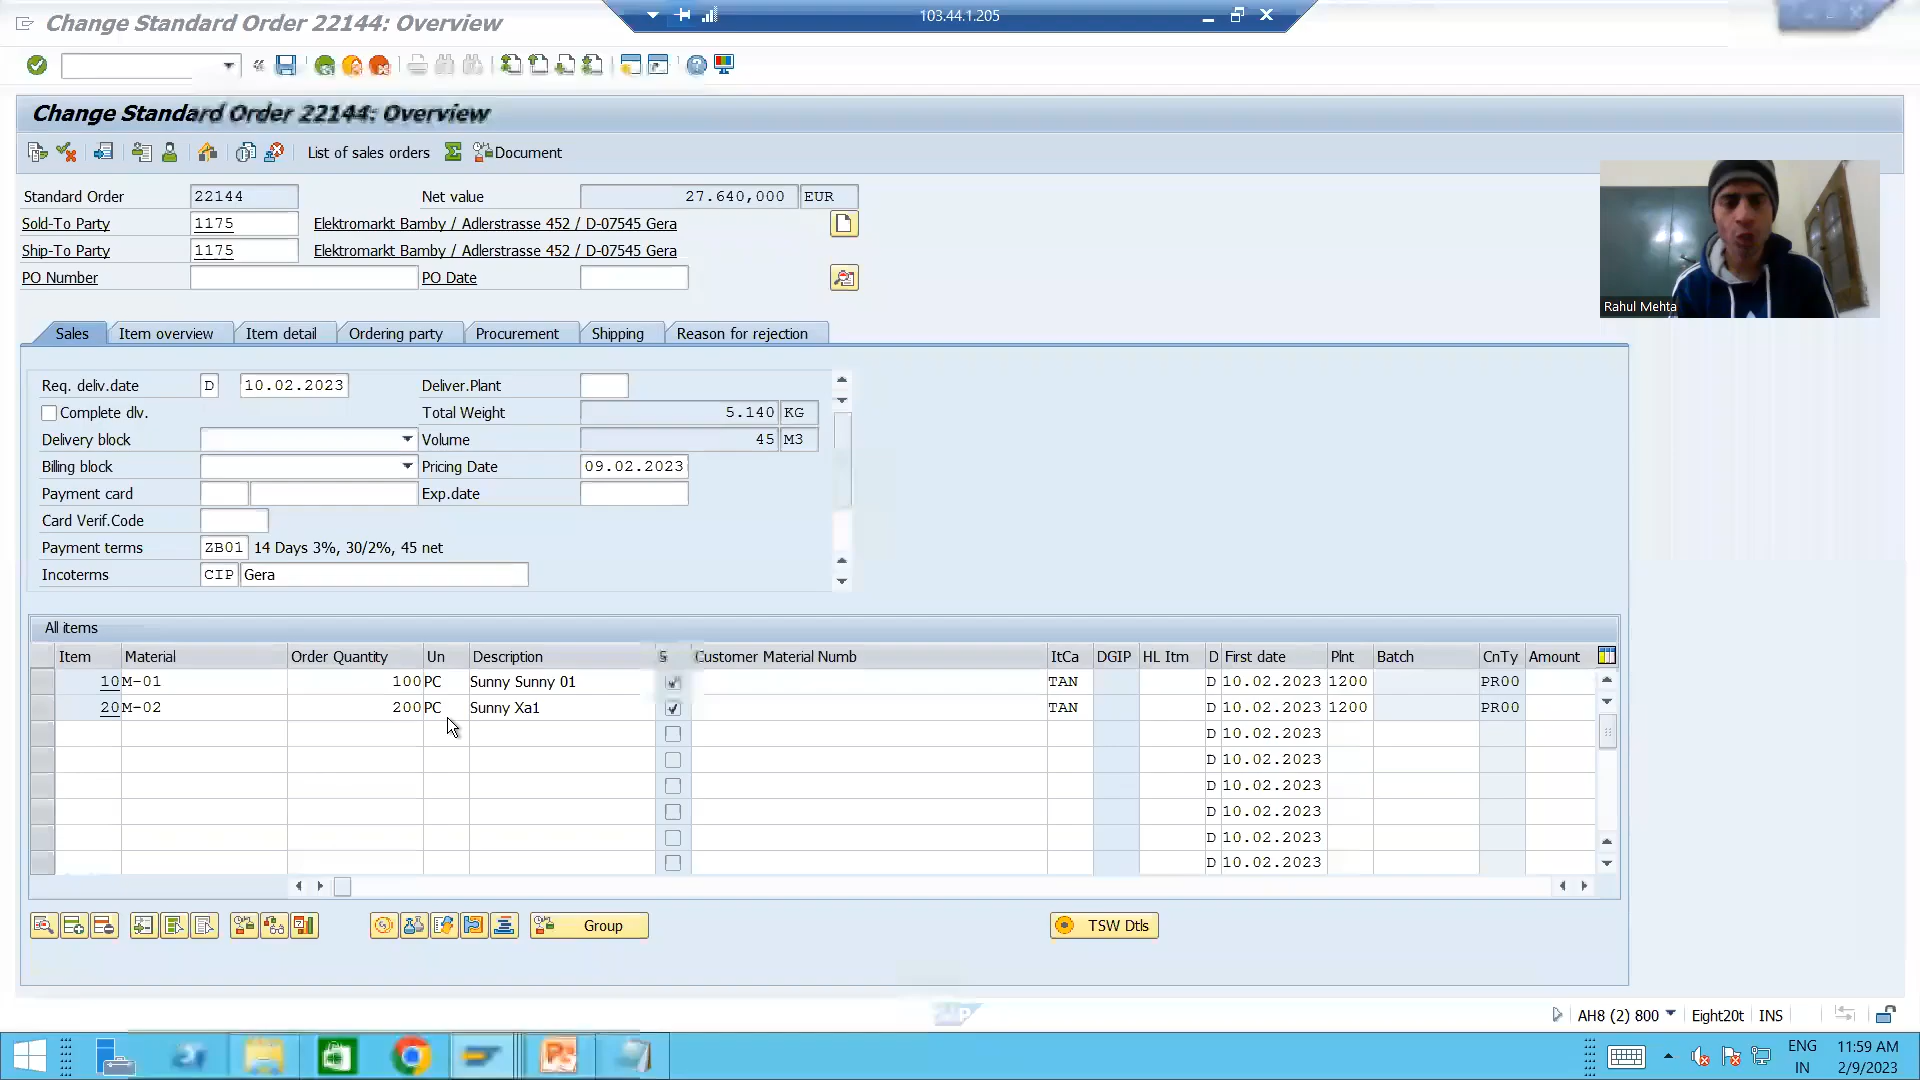 Change Standard Order 22144: Overview
103.44.1.205
Change Standard Order 22144: Overview
List of sales orders
Document
Standard Order 22144 Net value 27.640,000 EUR
Sold-To Party 1175 Elektromarkt Bamby / Adlerstrasse 452 / D-07545 Gera
Ship-To Party 1175 Elektromarkt Bamby / Adlerstrasse 452 / D-07545 Gera
PO Number PO Date
Rahul Mehta
Sales Item overview Item detail Ordering party Procurement Shipping Reason for rejection
Req. deliv.date D 10.02.2023 Deliver.Plant
Complete dlv. Total Weight 5.140 KG
Delivery block Volume 45 M3
Billing block Pricing Date 09.02.2023
Payment card Exp.date
Card Verif.Code
Payment terms ZB01 14 Days 3%, 30/2%, 45 net
Incoterms CIP Gera
All items
Item Material Order Quantity Un Description S Customer Material Numb ItCa DGIP HL Itm D First date Plnt Batch CnTy Amount
10 M-01 100 PC Sunny Sunny 01 TAN D 10.02.2023 1200 PR00
20 M-02 200 PC Sunny Xa1 TAN D 10.02.2023 1200 PR00
D 10.02.2023
D 10.02.2023
D 10.02.2023
D 10.02.2023
D 10.02.2023
D 10.02.2023
Group
TSW Dtls
AH8 (2) 800 Eight20t INS
ENG 11:59 AM
IN 2/9/2023